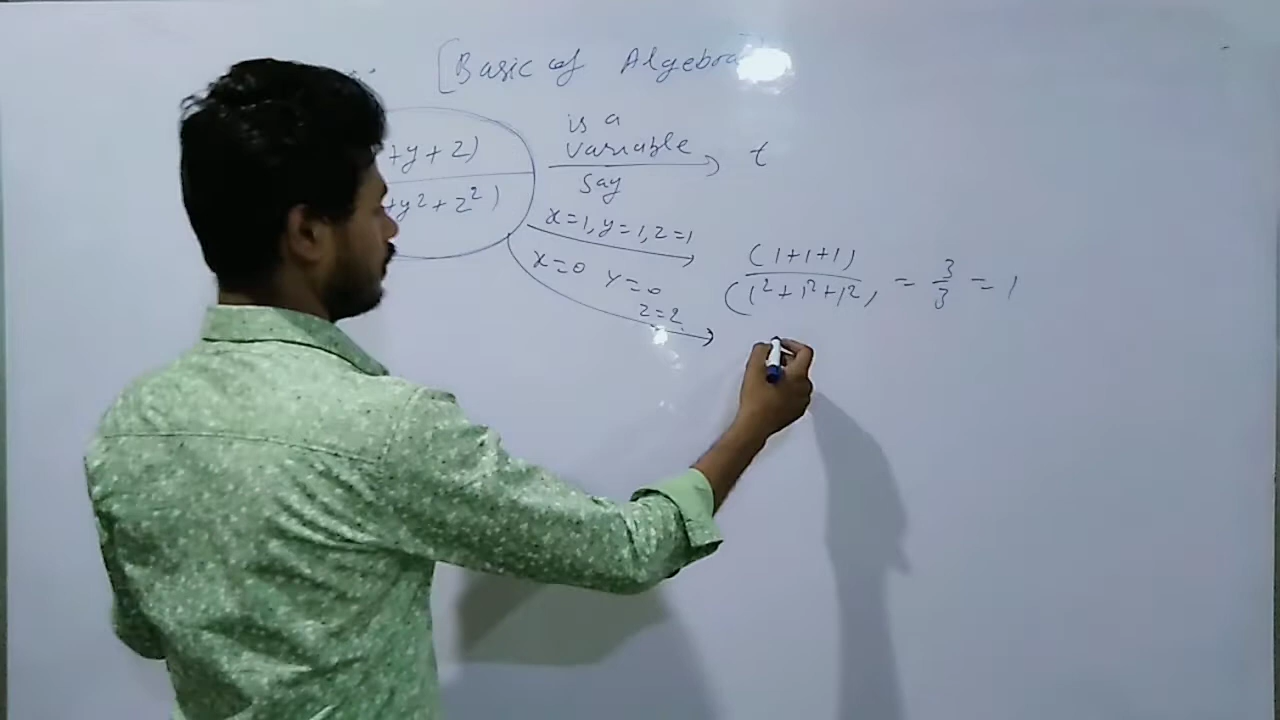 [Basic of Algebra
+y+z)
+y²+z²)
is a
variable
say
t
x=1, y=1, z=1
(1+1+1)
(1²+1²+1²) = 3/3 = 1
x=0 y=0
z=2